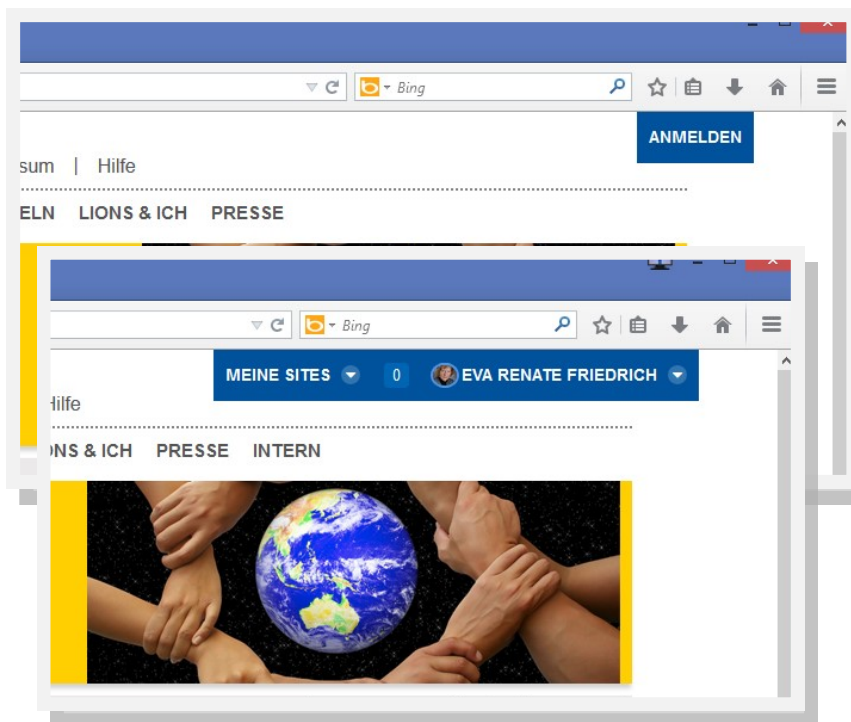 Bing
ANMELDEN
sum | Hilfe
ELN LIONS & ICH PRESSE
Bing
MEINE SITES 0 EVA RENATE FRIEDRICH
Hilfe
ONS & ICH PRESSE INTERN